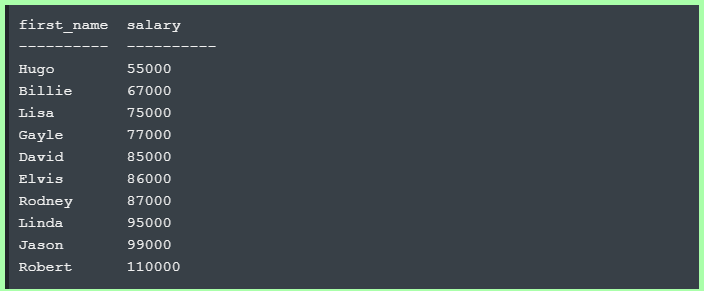 first_name  salary
----------  ----------
Hugo        55000
Billie      67000
Lisa        75000
Gayle       77000
David       85000
Elvis       86000
Rodney      87000
Linda       95000
Jason       99000
Robert      110000